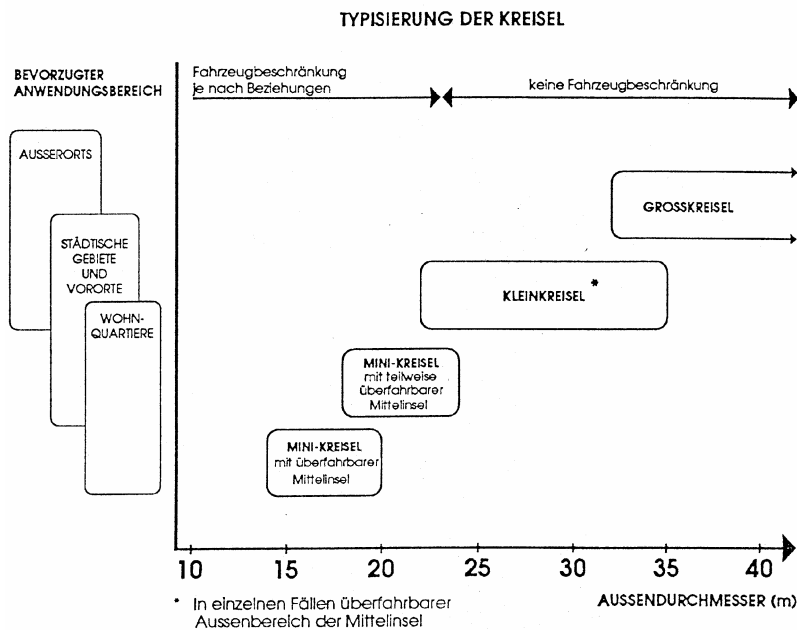 TYPISIERUNG DER KREISEL
BEVORZUGTER
ANWENDUNGSBEREICH
Fahrzeugbeschränkung
je nach Beziehungen
keine Fahrzeugbeschränkung
AUSSERORTS
STÄDTISCHE
GEBIETE
UND
VORORTE
WOHN-
QUARTIERE
GROSSKREISEL
KLEINKREISEL *
MINI-KREISEL
mit teilweise
überfahrbarer
Mittelinsel
MINI-KREISEL
mit überfahrbarer
Mittelinsel
10 15 20 25 30 35 40
AUSSENDURCHMESSER (m)
* In einzelnen Fällen überfahrbarer
Aussenbereich der Mittelinsel